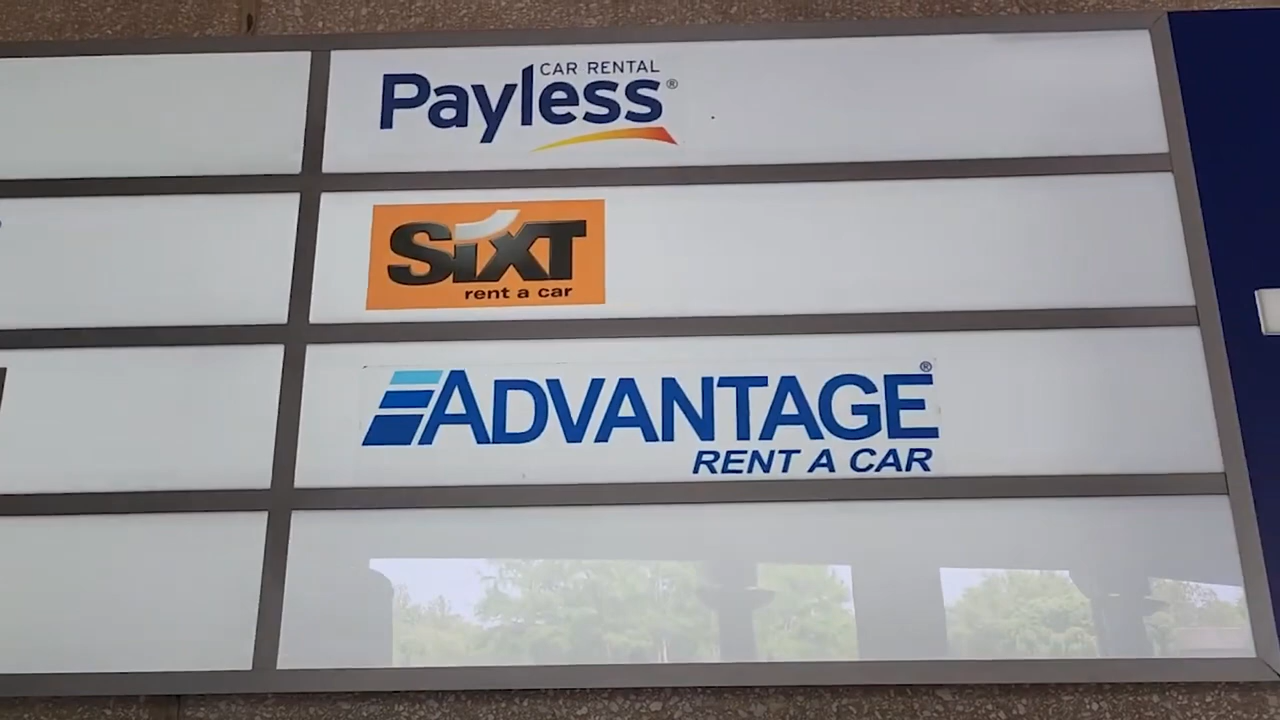 CAR RENTAL
Payless®
SIXT
rent a car
ADVANTAGE®
RENT A CAR